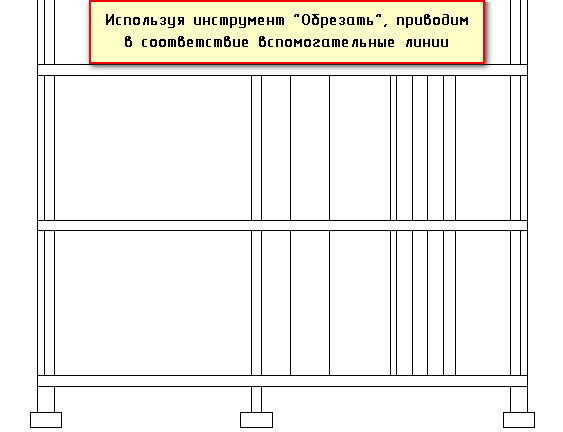 Используя инструмент "Обрезать", приводим
в соответствие вспомогательные линии